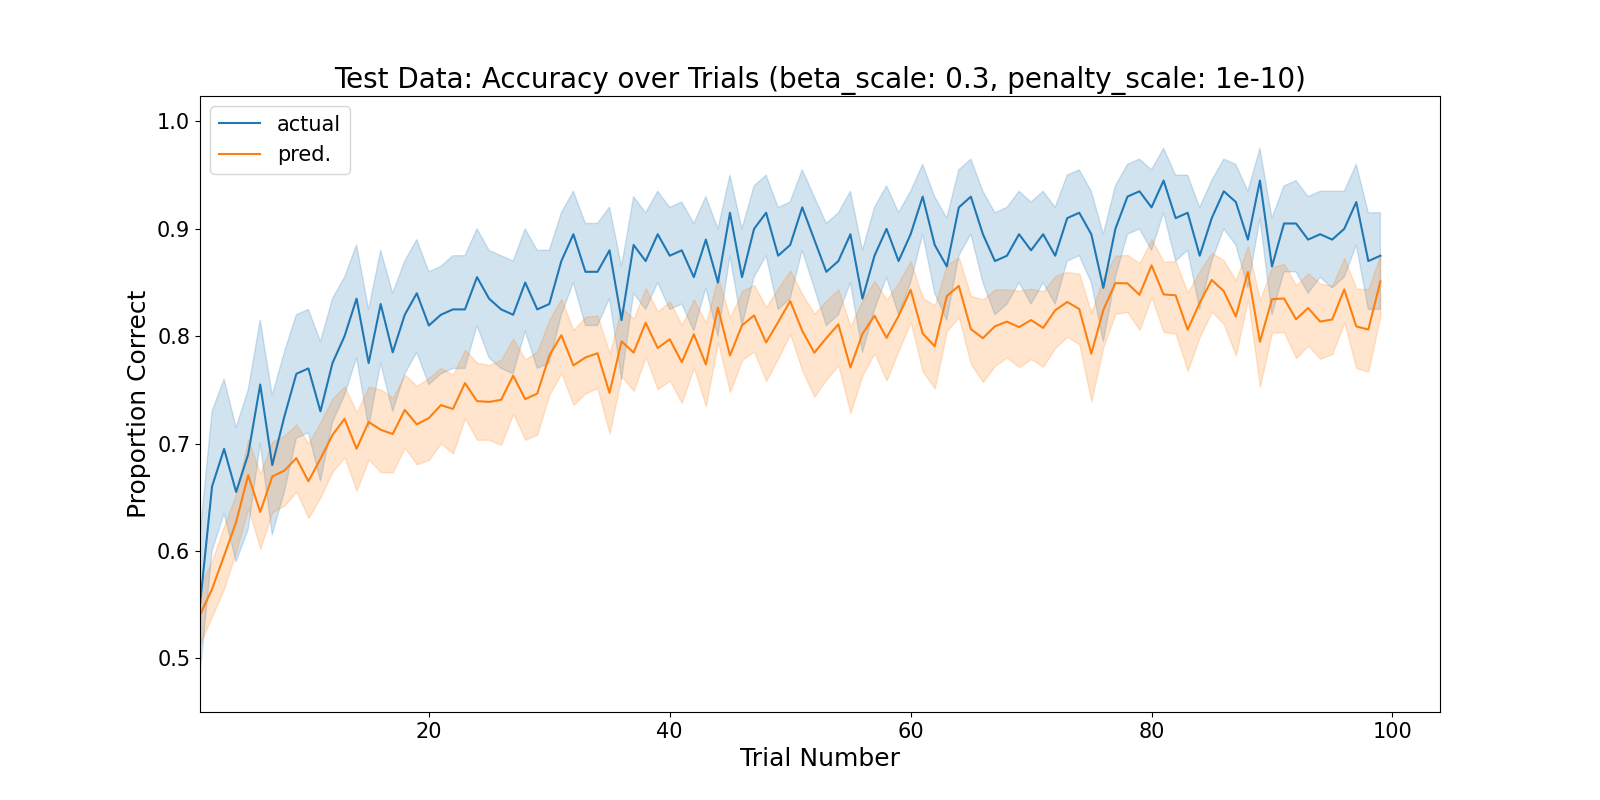 Test Data: Accuracy over Trials (beta_scale: 0.3, penalty_scale: 1e-10)
actual
pred.
Proportion Correct
1.0
0.9
0.8
0.7
0.6
0.5
20 40 60 80 100
Trial Number